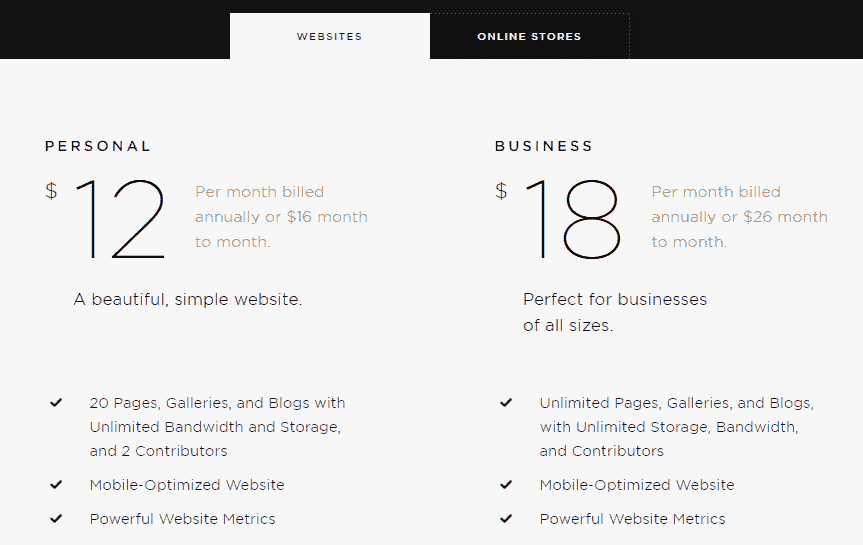 WEBSITES
ONLINE STORES
PERSONAL
$ 12
Per month billed
annually or $16 month
to month.
A beautiful, simple website.
20 Pages, Galleries, and Blogs with
Unlimited Bandwidth and Storage,
and 2 Contributors
Mobile-Optimized Website
Powerful Website Metrics
BUSINESS
$ 18
Per month billed
annually or $26 month
to month.
Perfect for businesses
of all sizes.
Unlimited Pages, Galleries, and Blogs,
with Unlimited Storage, Bandwidth,
and Contributors
Mobile-Optimized Website
Powerful Website Metrics